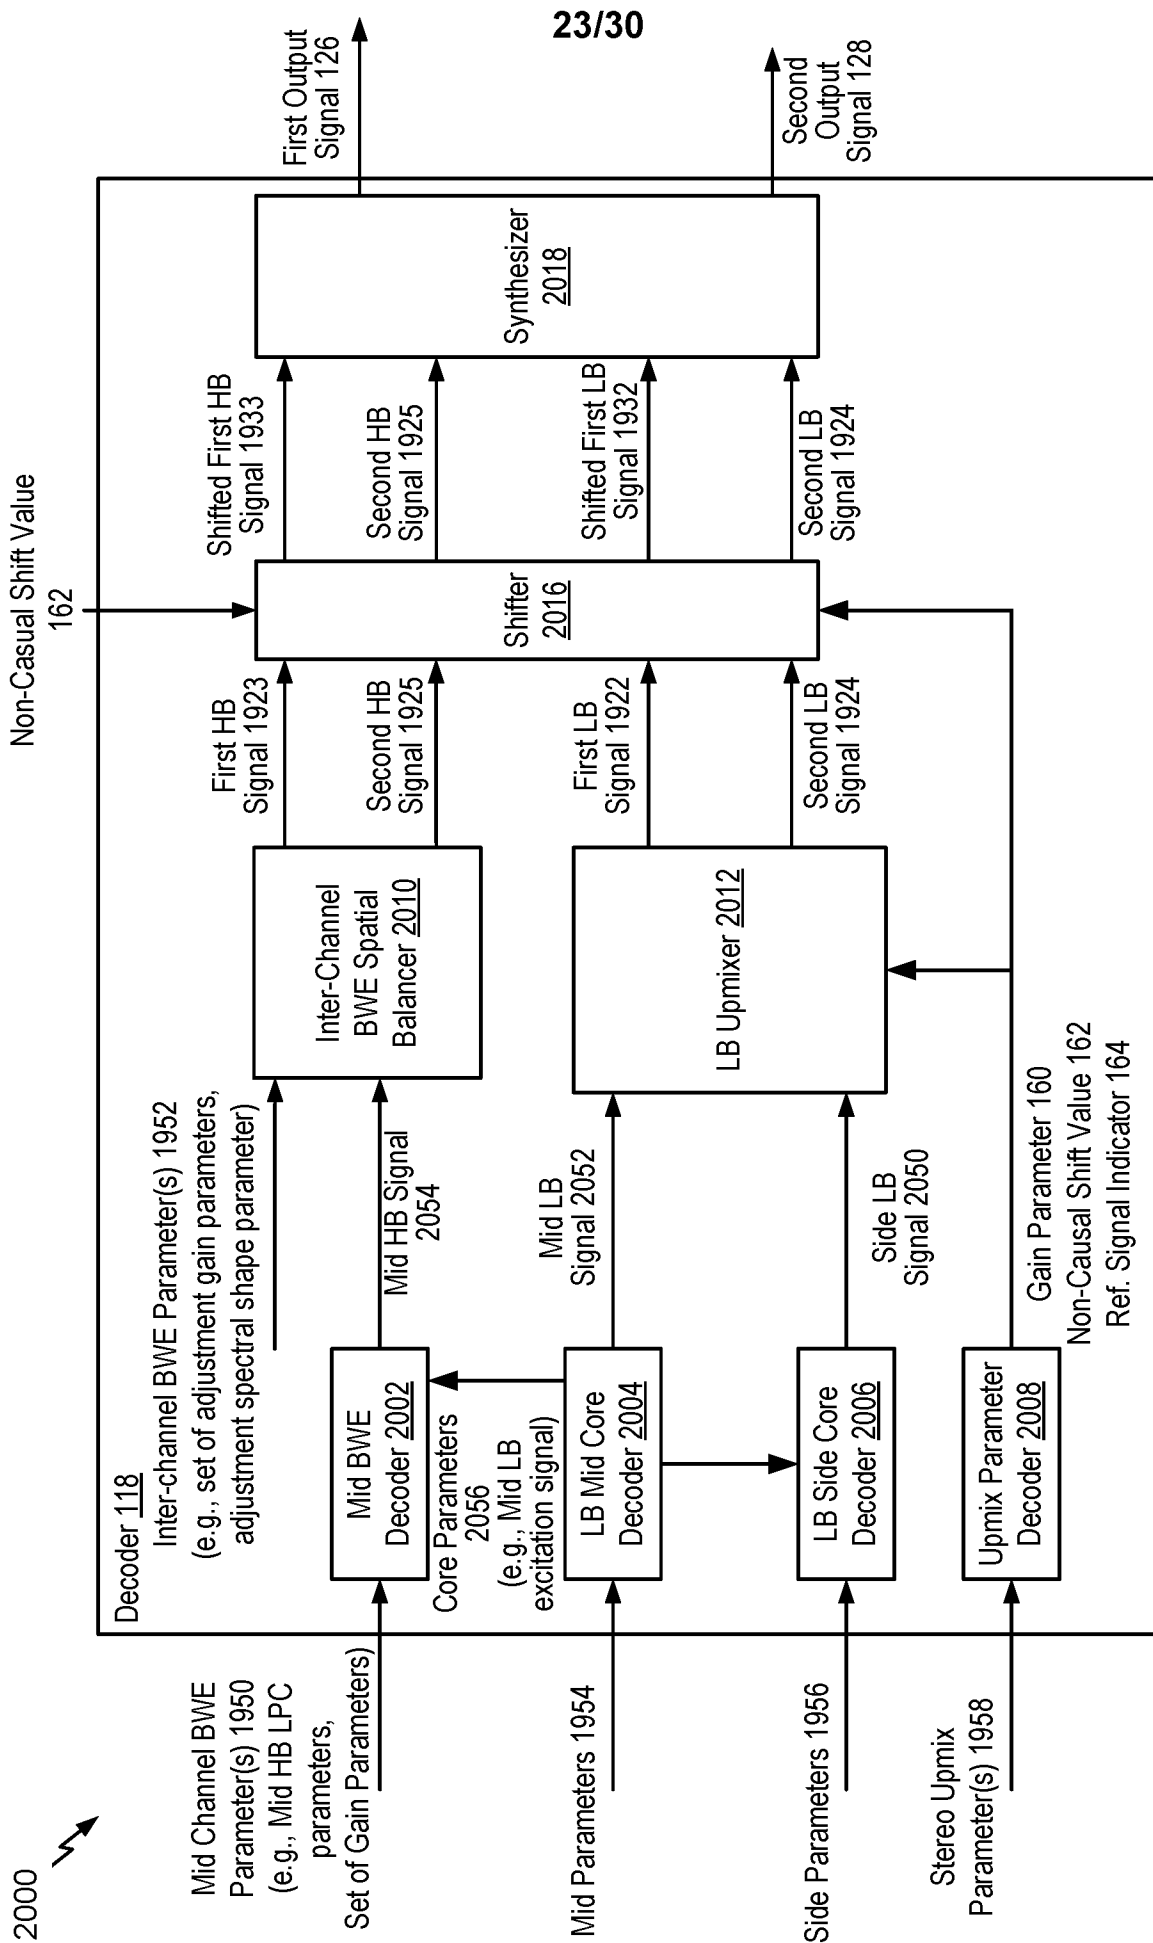 23/30
2000
Decoder 118
Mid Channel BWE
Parameter(s) 1950
(e.g., Mid HB LPC
parameters,
Set of Gain Parameters)
Mid Parameters 1954
Side Parameters 1956
Stereo Upmix
Parameter(s) 1958
Inter-channel BWE Parameter(s) 1952
(e.g., set of adjustment gain parameters,
adjustment spectral shape parameter)
Mid BWE
Decoder 2002
Core Parameters
2056
(e.g., Mid LB
excitation signal)
LB Mid Core
Decoder 2004
LB Side Core
Decoder 2006
Upmix Parameter
Decoder 2008
Mid HB Signal
2054
Mid LB
Signal 2052
Side LB
Signal 2050
Gain Parameter 160
Non-Causal Shift Value 162
Ref. Signal Indicator 164
Inter-Channel
BWE Spatial
Balancer 2010
LB Upmixer 2012
First HB
Signal 1923
Second HB
Signal 1925
First LB
Signal 1922
Second LB
Signal 1924
Non-Casual Shift Value
162
Shifter
2016
Shifted First HB
Signal 1933
Second HB
Signal 1925
Shifted First LB
Signal 1932
Second LB
Signal 1924
Synthesizer
2018
First Output
Signal 126
Second
Output
Signal 128